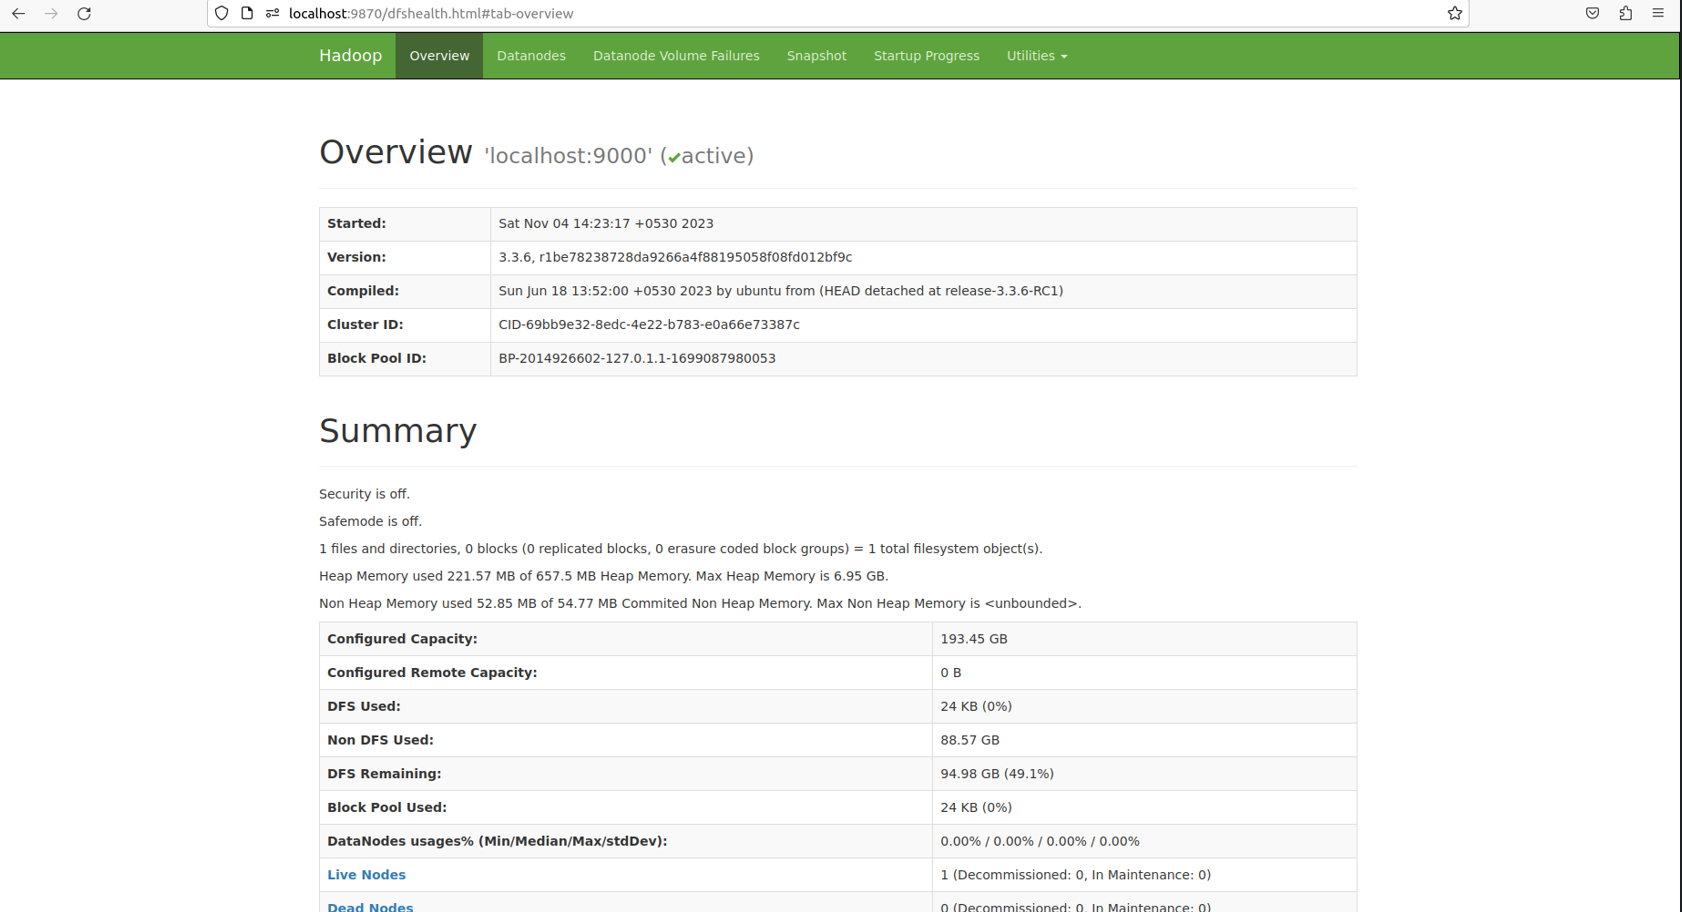 localhost:9870/dfshealth.html#tab-overview
Hadoop Overview Datanodes Datanode Volume Failures Snapshot Startup Progress Utilities
Overview 'localhost:9000' (✔active)
Started: Sat Nov 04 14:23:17 +0530 2023
Version: 3.3.6, r1be78238728da9266a4f88195058f08fd012bf9c
Compiled: Sun Jun 18 13:52:00 +0530 2023 by ubuntu from (HEAD detached at release-3.3.6-RC1)
Cluster ID: CID-69bb9e32-8edc-4e22-b783-e0a66e73387c
Block Pool ID: BP-2014926602-127.0.1.1-1699087980053
Summary
Security is off.
Safemode is off.
1 files and directories, 0 blocks (0 replicated blocks, 0 erasure coded block groups) = 1 total filesystem object(s).
Heap Memory used 221.57 MB of 657.5 MB Heap Memory. Max Heap Memory is 6.95 GB.
Non Heap Memory used 52.85 MB of 54.77 MB Commited Non Heap Memory. Max Non Heap Memory is <unbounded>.
Configured Capacity: 193.45 GB
Configured Remote Capacity: 0 B
DFS Used: 24 KB (0%)
Non DFS Used: 88.57 GB
DFS Remaining: 94.98 GB (49.1%)
Block Pool Used: 24 KB (0%)
DataNodes usages% (Min/Median/Max/stdDev): 0.00% / 0.00% / 0.00% / 0.00%
Live Nodes 1 (Decommissioned: 0, In Maintenance: 0)
Dead Nodes 0 (Decommissioned: 0, In Maintenance: 0)